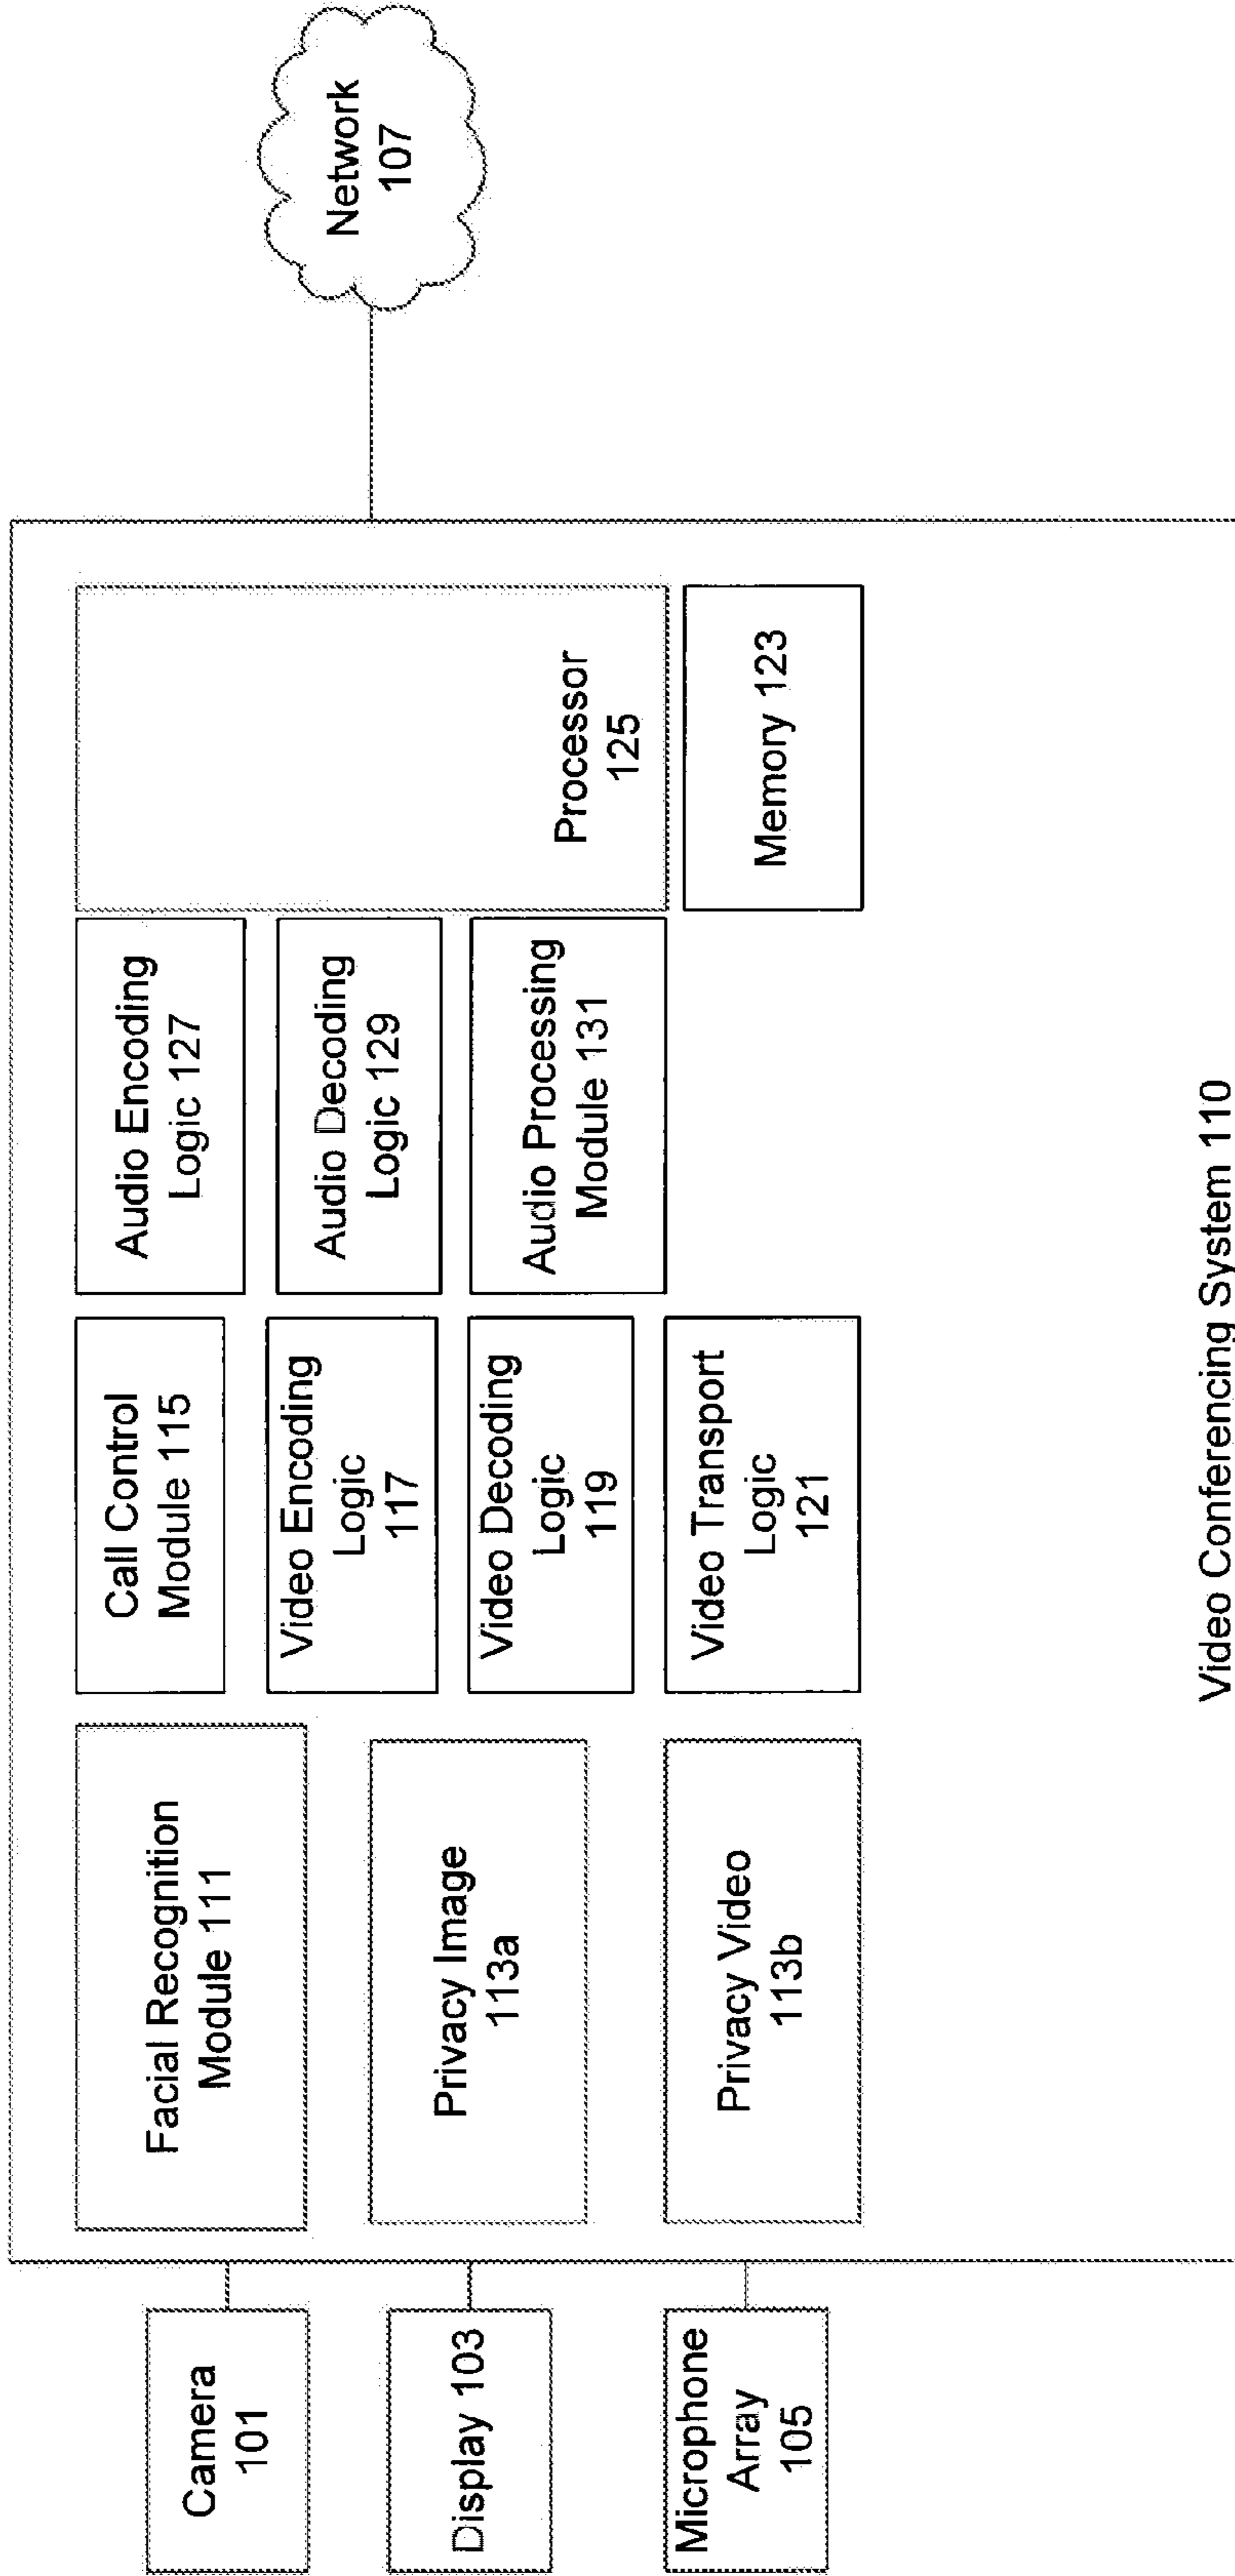 Camera
101
Display 103
Microphone
Array
105
Facial Recognition
Module 111
Privacy Image
113a
Privacy Video
113b
Call Control
Module 115
Video Encoding
Logic
117
Video Decoding
Logic
119
Video Transport
Logic
121
Audio Encoding
Logic 127
Audio Decoding
Logic 129
Audio Processing
Module 131
Processor
125
Memory 123
Network
107
Video Conferencing System 110